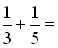 1/3 + 1/5 =